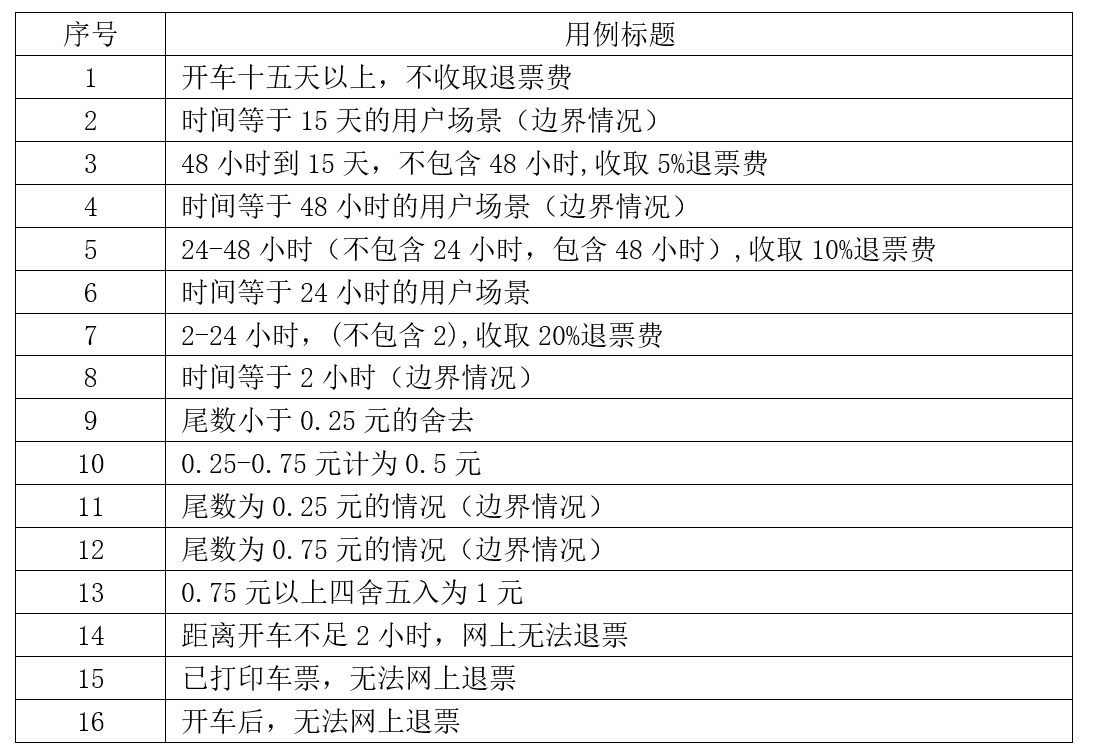 序号 用例标题
1 开车十五天以上，不收取退票费
2 时间等于 15 天的用户场景（边界情况）
3 48 小时到 15 天，不包含 48 小时,收取 5%退票费
4 时间等于 48 小时的用户场景（边界情况）
5 24-48 小时（不包含 24 小时，包含 48 小时）,收取 10%退票费
6 时间等于 24 小时的用户场景
7 2-24 小时，(不包含 2),收取 20%退票费
8 时间等于 2 小时（边界情况）
9 尾数小于 0.25 元的舍去
10 0.25-0.75 元计为 0.5 元
11 尾数为 0.25 元的情况（边界情况）
12 尾数为 0.75 元的情况（边界情况）
13 0.75 元以上四舍五入为 1 元
14 距离开车不足 2 小时，网上无法退票
15 已打印车票，无法网上退票
16 开车后，无法网上退票